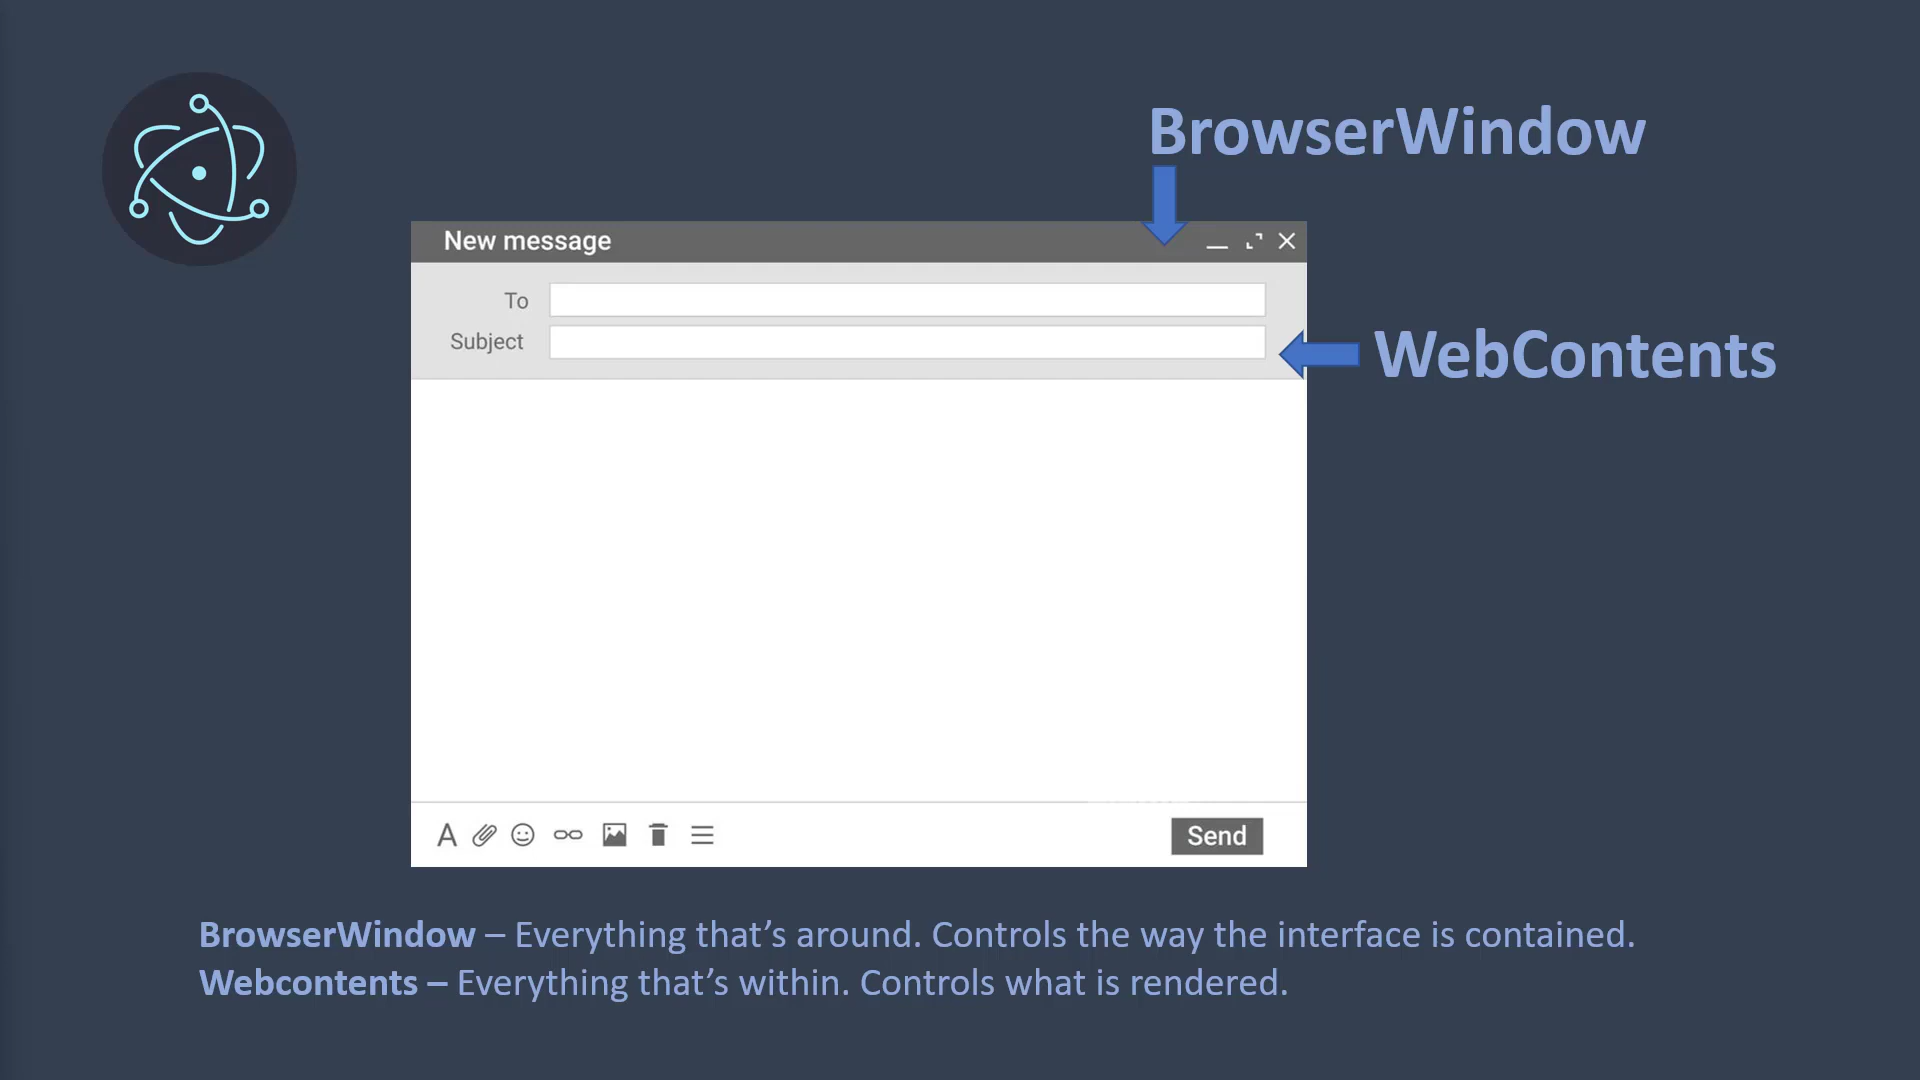 BrowserWindow
New message
To
Subject
WebContents
A
Send
BrowserWindow – Everything that’s around. Controls the way the interface is contained.
Webcontents – Everything that’s within. Controls what is rendered.